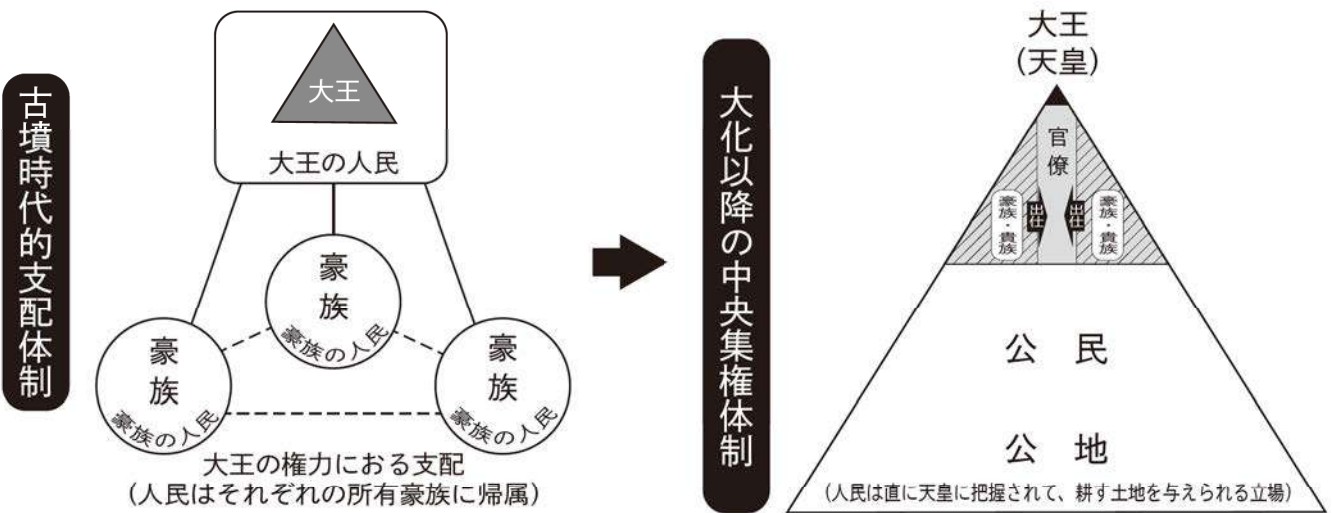 古墳時代的支配体制
大王
大王の人民
豪族
豪族の人民
豪族
豪族の人民
豪族
豪族の人民
大王の権力におる支配
(人民はそれぞれの所有豪族に帰属)
大化以降の中央集権体制
大王
(天皇)
官僚
豪族・貴族
出仕
出仕
豪族・貴族
公 民
公 地
(人民は直に天皇に把握されて、耕す土地を与えられる立場)